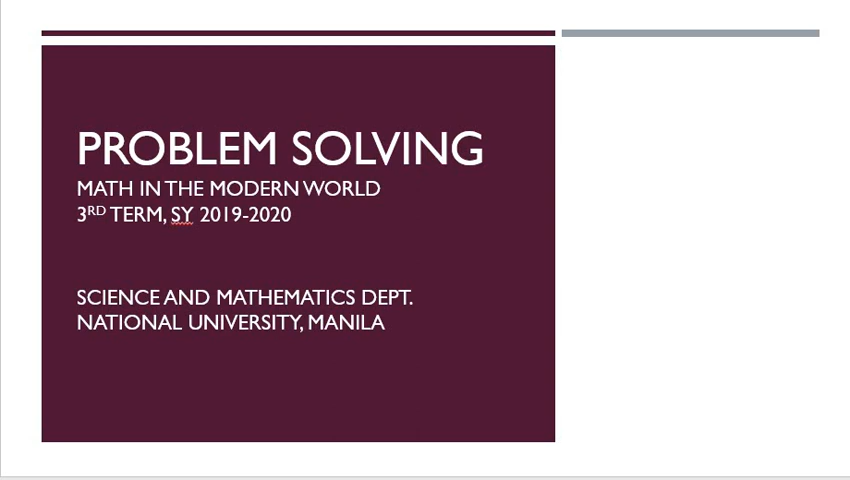 PROBLEM SOLVING
MATH IN THE MODERN WORLD
3RD TERM, SY 2019-2020
SCIENCE AND MATHEMATICS DEPT.
NATIONAL UNIVERSITY, MANILA